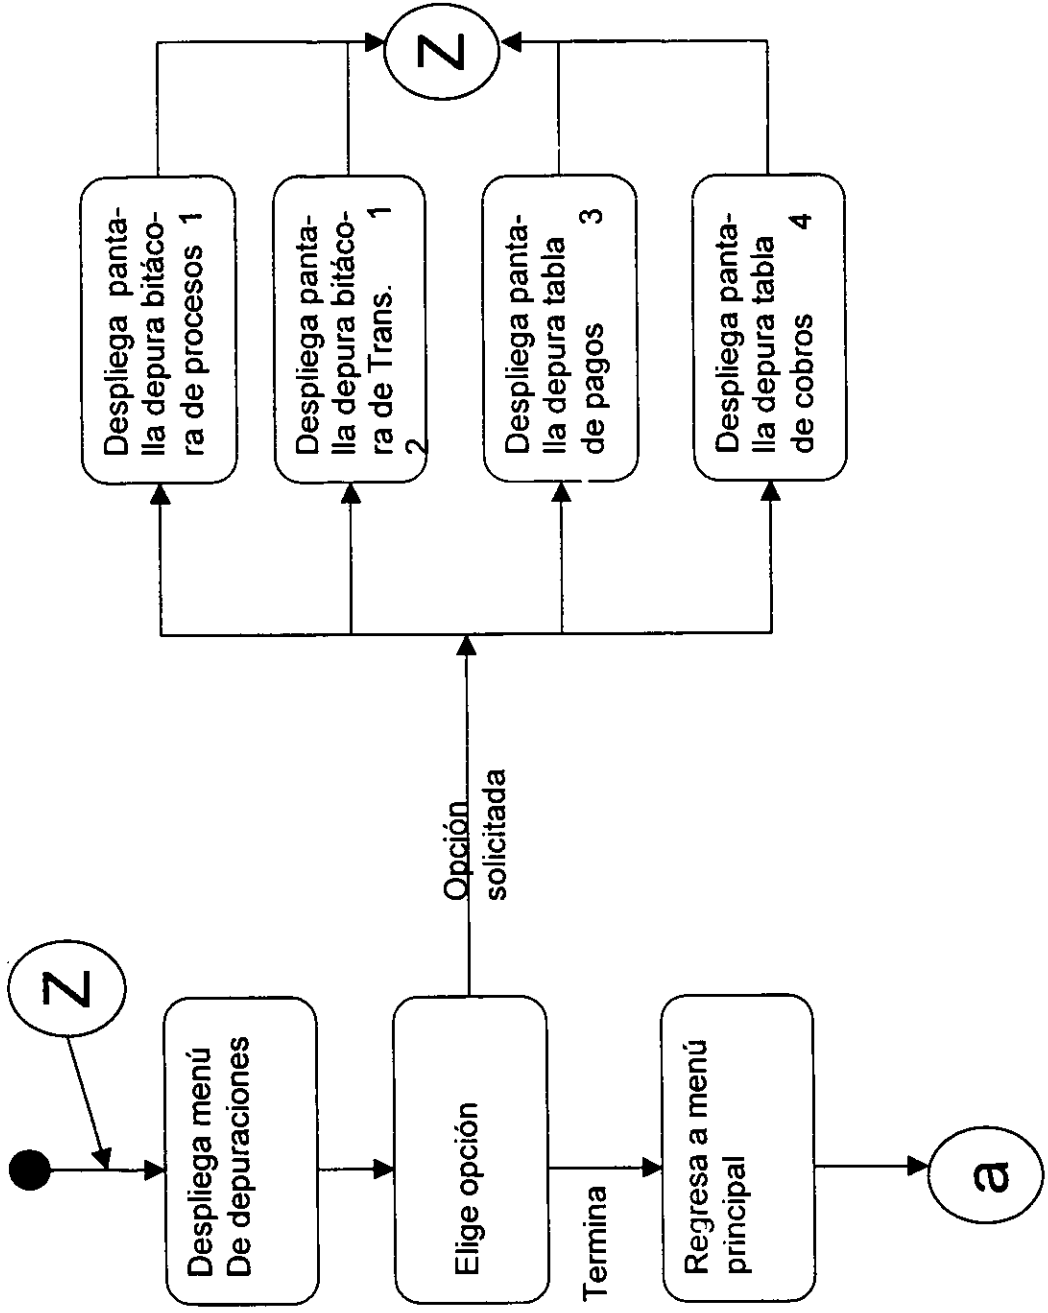 Z
Despliega menú
De depuraciones
Elige opción
Termina
Regresa a menú
principal
a
Opción
solicitada
Despliega panta-
lla depura bitáco-
ra de procesos 1
Despliega panta-
lla depura bitáco-
ra de Trans. 1
2
Despliega panta-
lla depura tabla
de pagos 3
Despliega panta-
lla depura tabla
de cobros 4
Z